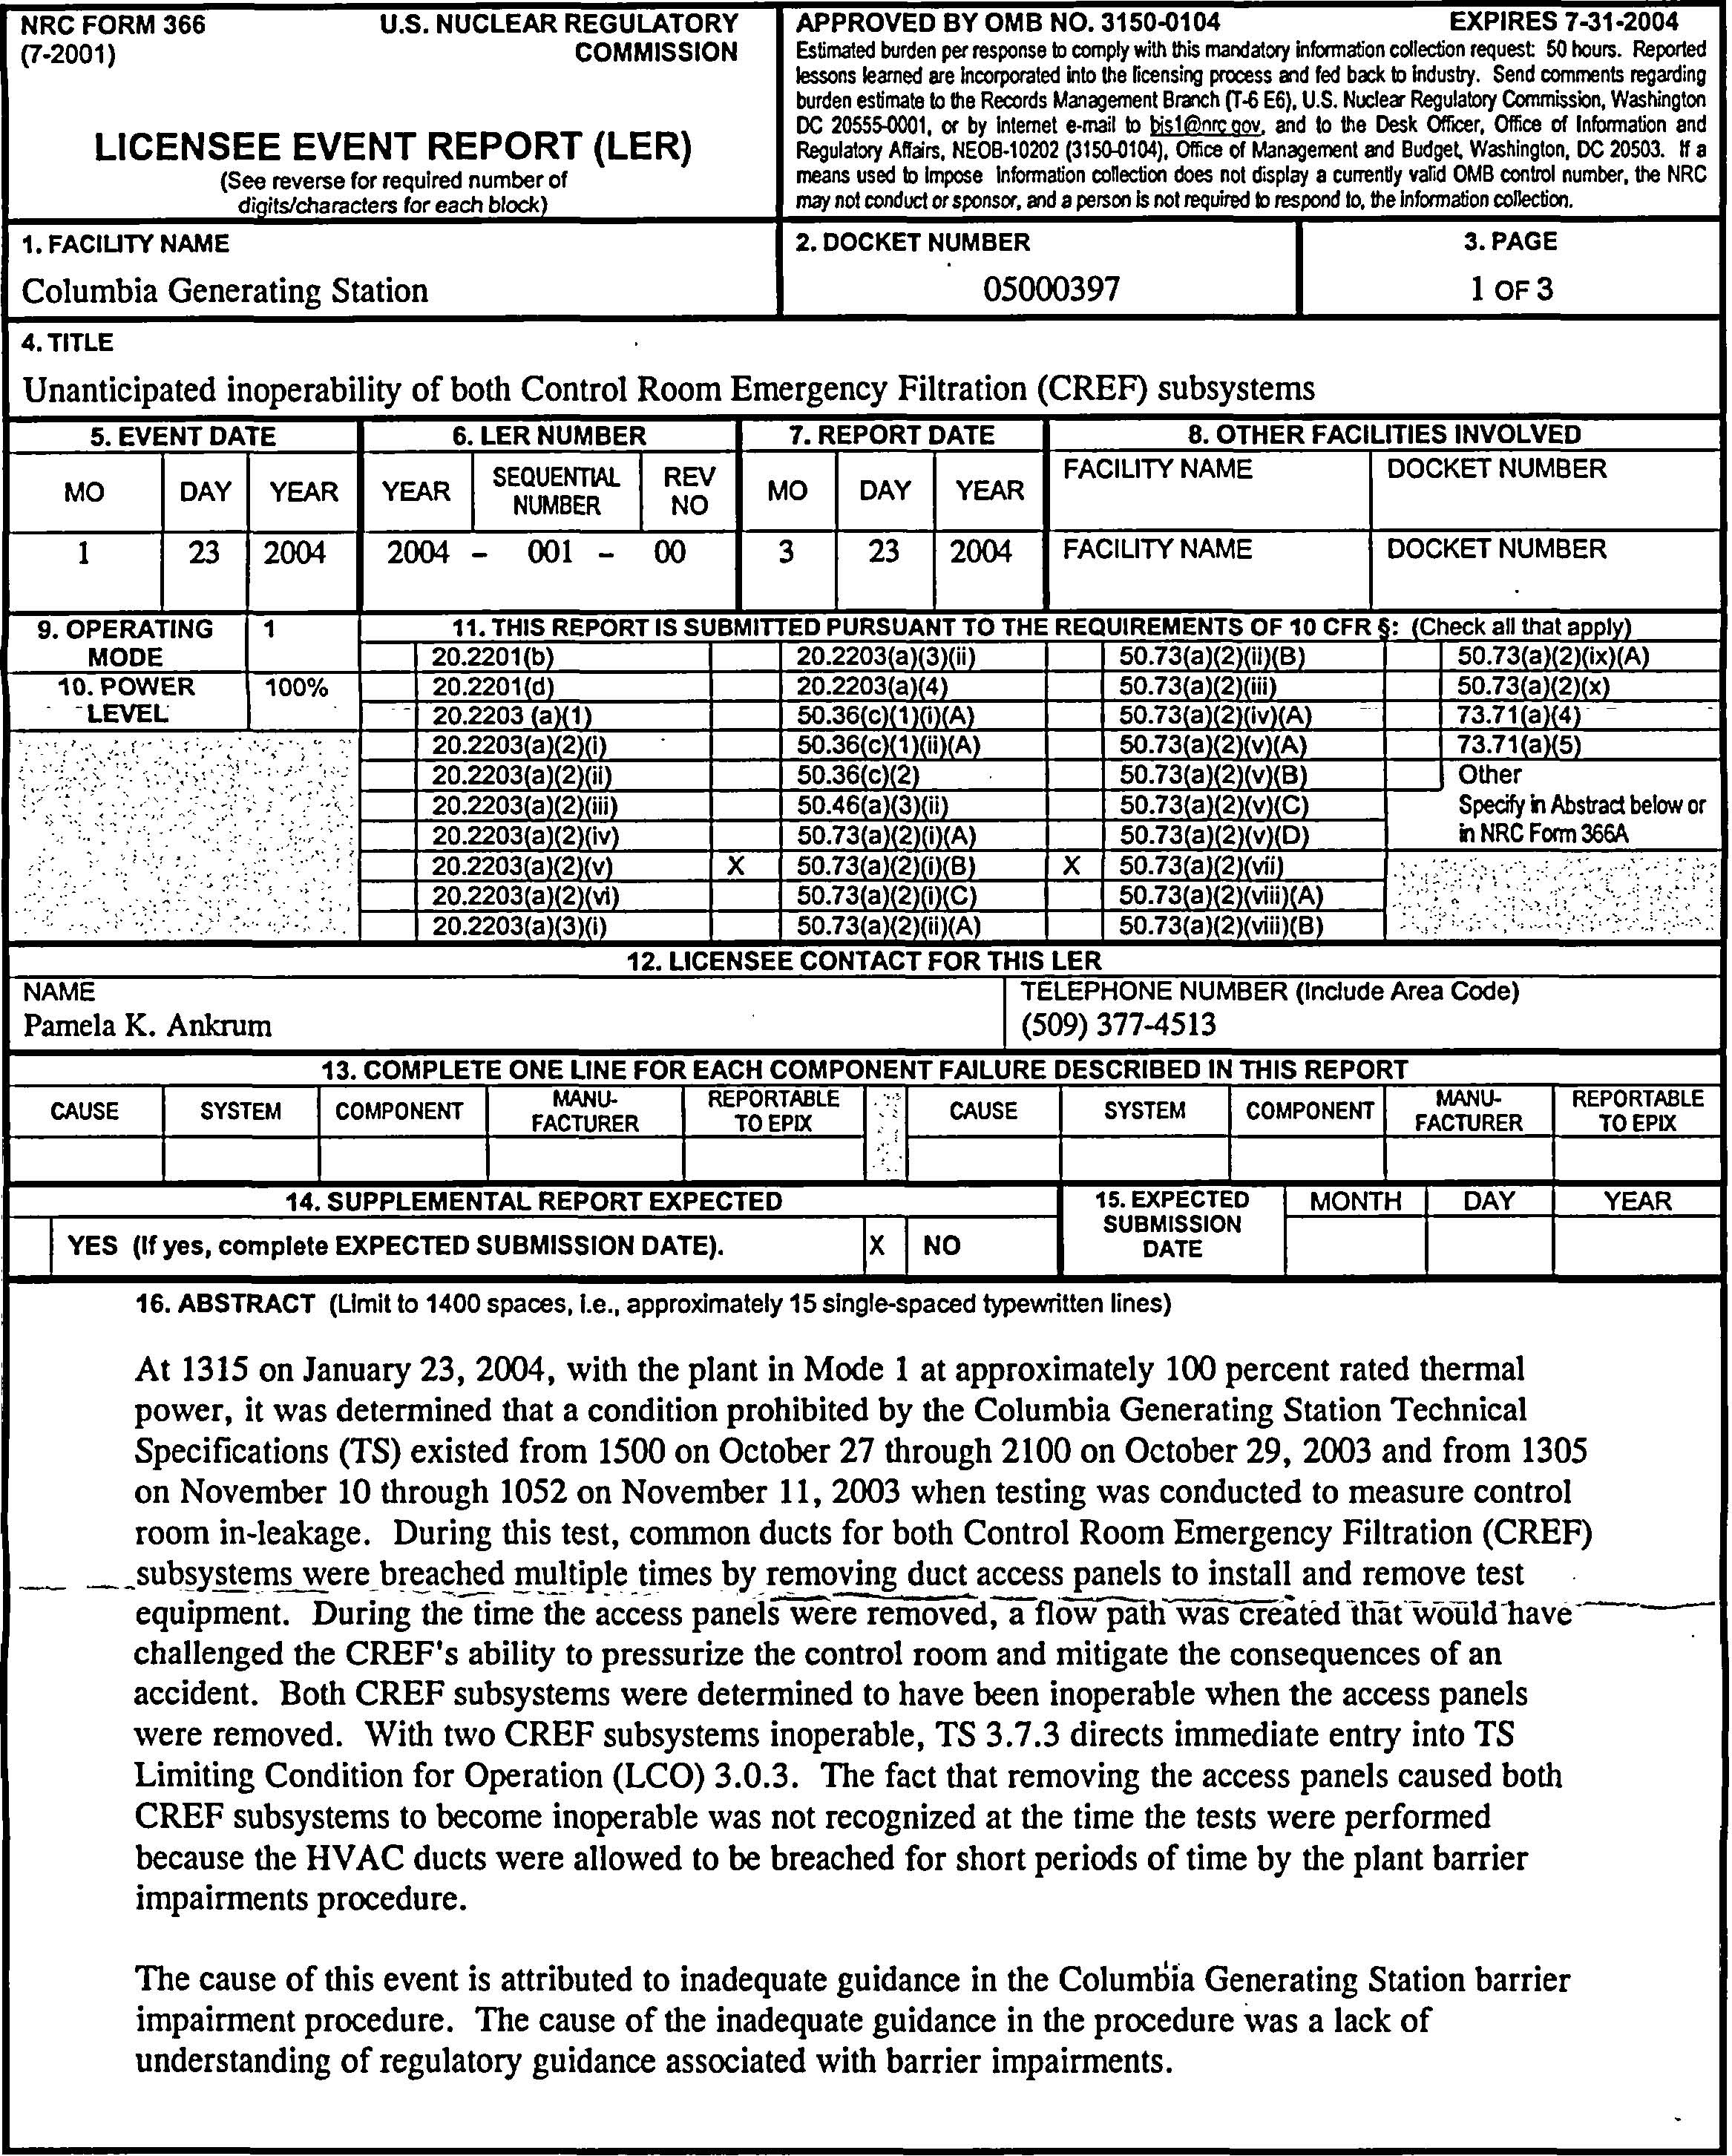 NRC FORM 366 U.S. NUCLEAR REGULATORY
(7-2001) COMMISSION
LICENSEE EVENT REPORT (LER)
(See reverse for required number of
digits/characters for each block)
APPROVED BY OMB NO. 3150-0104 EXPIRES 7-31-2004
Estimated burden per response to comply with this mandatory information collection request: 50 hours. Reported
lessons learned are incorporated into the licensing process and fed back to industry. Send comments regarding
burden estimate to the Records Management Branch (T-6 E6), U.S. Nuclear Regulatory Commission, Washington
DC 20555-0001, or by internet e-mail to bjs1@nrc.gov, and to the Desk Officer, Office of Information and
Regulatory Affairs, NEOB-10202 (3150-0104), Office of Management and Budget, Washington, DC 20503. If a
means used to impose information collection does not display a currently valid OMB control number, the NRC
may not conduct or sponsor, and a person is not required to respond to, the information collection.
1. FACILITY NAME 2. DOCKET NUMBER 3. PAGE
Columbia Generating Station 05000397 1 OF 3
4. TITLE
Unanticipated inoperability of both Control Room Emergency Filtration (CREF) subsystems
5. EVENT DATE 6. LER NUMBER 7. REPORT DATE 8. OTHER FACILITIES INVOLVED
MO DAY YEAR YEAR SEQUENTIAL NUMBER REV NO MO DAY YEAR FACILITY NAME DOCKET NUMBER
1 23 2004 2004 - 001 - 00 3 23 2004 FACILITY NAME DOCKET NUMBER
9. OPERATING MODE 1 11. THIS REPORT IS SUBMITTED PURSUANT TO THE REQUIREMENTS OF 10 CFR §: (Check all that apply)
20.2201(b) 20.2203(a)(3)(ii) 50.73(a)(2)(ii)(B) 50.73(a)(2)(ix)(A)
10. POWER LEVEL 100% 20.2201(d) 20.2203(a)(4) 50.73(a)(2)(iii) 50.73(a)(2)(x)
20.2203 (a)(1) 50.36(c)(1)(i)(A) 50.73(a)(2)(iv)(A) 73.71(a)(4)
20.2203(a)(2)(i) 50.36(c)(1)(ii)(A) 50.73(a)(2)(v)(A) 73.71(a)(5)
20.2203(a)(2)(ii) 50.36(c)(2) 50.73(a)(2)(v)(B) Other
20.2203(a)(2)(iii) 50.46(a)(3)(ii) 50.73(a)(2)(v)(C) Specify in Abstract below or
20.2203(a)(2)(iv) 50.73(a)(2)(i)(A) 50.73(a)(2)(v)(D) in NRC Form 366A
20.2203(a)(2)(v) X 50.73(a)(2)(i)(B) X 50.73(a)(2)(vii)
20.2203(a)(2)(vi) 50.73(a)(2)(i)(C) 50.73(a)(2)(viii)(A)
20.2203(a)(3)(i) 50.73(a)(2)(ii)(A) 50.73(a)(2)(viii)(B)
12. LICENSEE CONTACT FOR THIS LER
NAME TELEPHONE NUMBER (Include Area Code)
Pamela K. Ankrum (509) 377-4513
13. COMPLETE ONE LINE FOR EACH COMPONENT FAILURE DESCRIBED IN THIS REPORT
CAUSE SYSTEM COMPONENT MANU-FACTURER REPORTABLE TO EPIX CAUSE SYSTEM COMPONENT MANU-FACTURER REPORTABLE TO EPIX
14. SUPPLEMENTAL REPORT EXPECTED 15. EXPECTED SUBMISSION DATE MONTH DAY YEAR
YES (If yes, complete EXPECTED SUBMISSION DATE). X NO
16. ABSTRACT (Limit to 1400 spaces, i.e., approximately 15 single-spaced typewritten lines)
At 1315 on January 23, 2004, with the plant in Mode 1 at approximately 100 percent rated thermal
power, it was determined that a condition prohibited by the Columbia Generating Station Technical
Specifications (TS) existed from 1500 on October 27 through 2100 on October 29, 2003 and from 1305
on November 10 through 1052 on November 11, 2003 when testing was conducted to measure control
room in-leakage. During this test, common ducts for both Control Room Emergency Filtration (CREF)
subsystems were breached multiple times by removing duct access panels to install and remove test
equipment. During the time the access panels were removed, a flow path was created that would have
challenged the CREF's ability to pressurize the control room and mitigate the consequences of an
accident. Both CREF subsystems were determined to have been inoperable when the access panels
were removed. With two CREF subsystems inoperable, TS 3.7.3 directs immediate entry into TS
Limiting Condition for Operation (LCO) 3.0.3. The fact that removing the access panels caused both
CREF subsystems to become inoperable was not recognized at the time the tests were performed
because the HVAC ducts were allowed to be breached for short periods of time by the plant barrier
impairments procedure.
The cause of this event is attributed to inadequate guidance in the Columbia Generating Station barrier
impairment procedure. The cause of the inadequate guidance in the procedure was a lack of
understanding of regulatory guidance associated with barrier impairments.